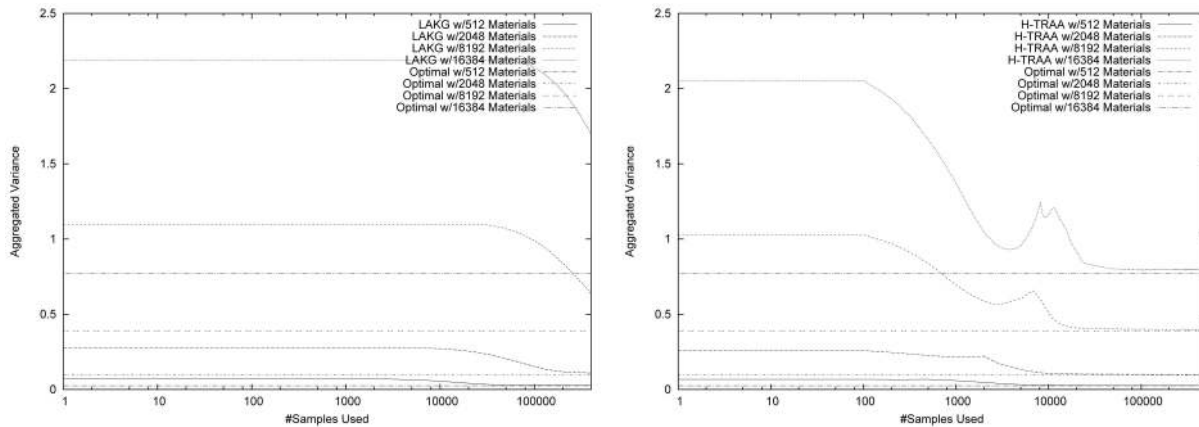 2.5
2
1.5
1
0.5
0
Aggregated Variance
LAKG w/512 Materials
LAKG w/2048 Materials
LAKG w/8192 Materials
LAKG w/16384 Materials
Optimal w/512 Materials
Optimal w/2048 Materials
Optimal w/8192 Materials
Optimal w/16384 Materials
1
10
100
1000
10000
100000
#Samples Used
2.5
2
1.5
1
0.5
0
Aggregated Variance
H-TRAA w/512 Materials
H-TRAA w/2048 Materials
H-TRAA w/8192 Materials
H-TRAA w/16384 Materials
Optimal w/512 Materials
Optimal w/2048 Materials
Optimal w/8192 Materials
Optimal w/16384 Materials
1
10
100
1000
10000
100000
#Samples Used